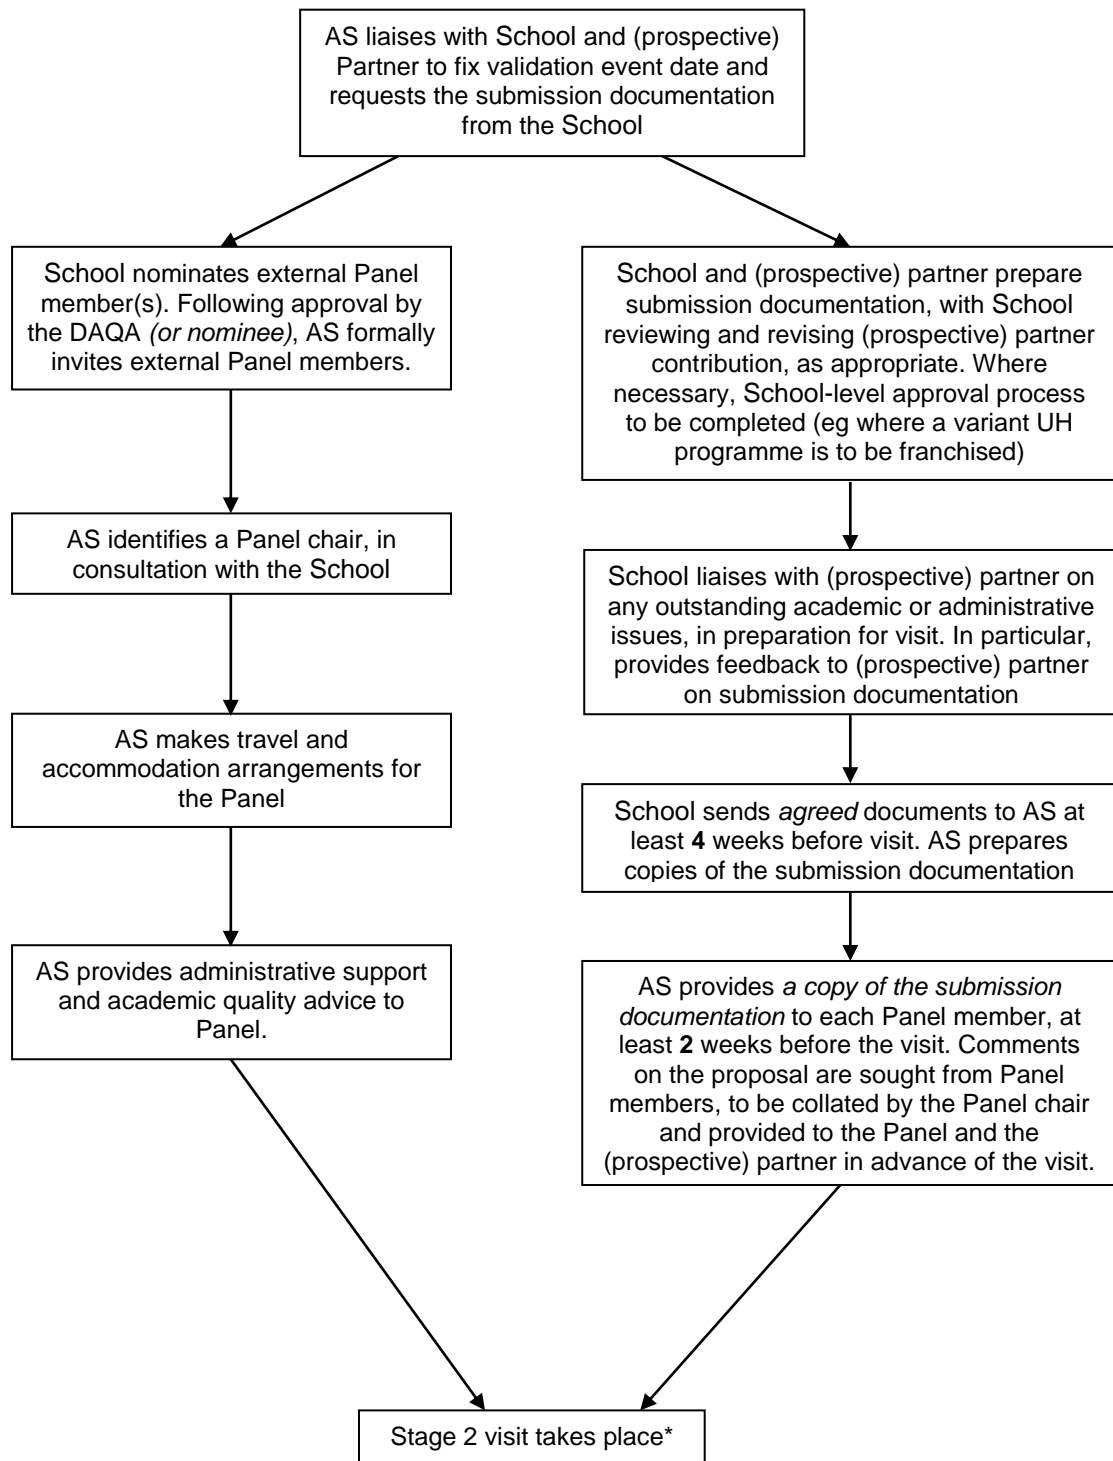 AS liaises with School and (prospective)
Partner to fix validation event date and
requests the submission documentation
from the School
School nominates external Panel
member(s). Following approval by
the DAQA (or nominee), AS formally
invites external Panel members.
AS identifies a Panel chair, in
consultation with the School
AS makes travel and
accommodation arrangements for
the Panel
AS provides administrative support
and academic quality advice to
Panel.
School and (prospective) partner prepare
submission documentation, with School
reviewing and revising (prospective) partner
contribution, as appropriate. Where
necessary, School-level approval process
to be completed (eg where a variant UH
programme is to be franchised)
School liaises with (prospective) partner on
any outstanding academic or administrative
issues, in preparation for visit. In particular,
provides feedback to (prospective) partner
on submission documentation
School sends agreed documents to AS at
least 4 weeks before visit. AS prepares
copies of the submission documentation
AS provides a copy of the submission
documentation to each Panel member, at
least 2 weeks before the visit. Comments
on the proposal are sought from Panel
members, to be collated by the Panel chair
and provided to the Panel and the
(prospective) partner in advance of the visit.
Stage 2 visit takes place*